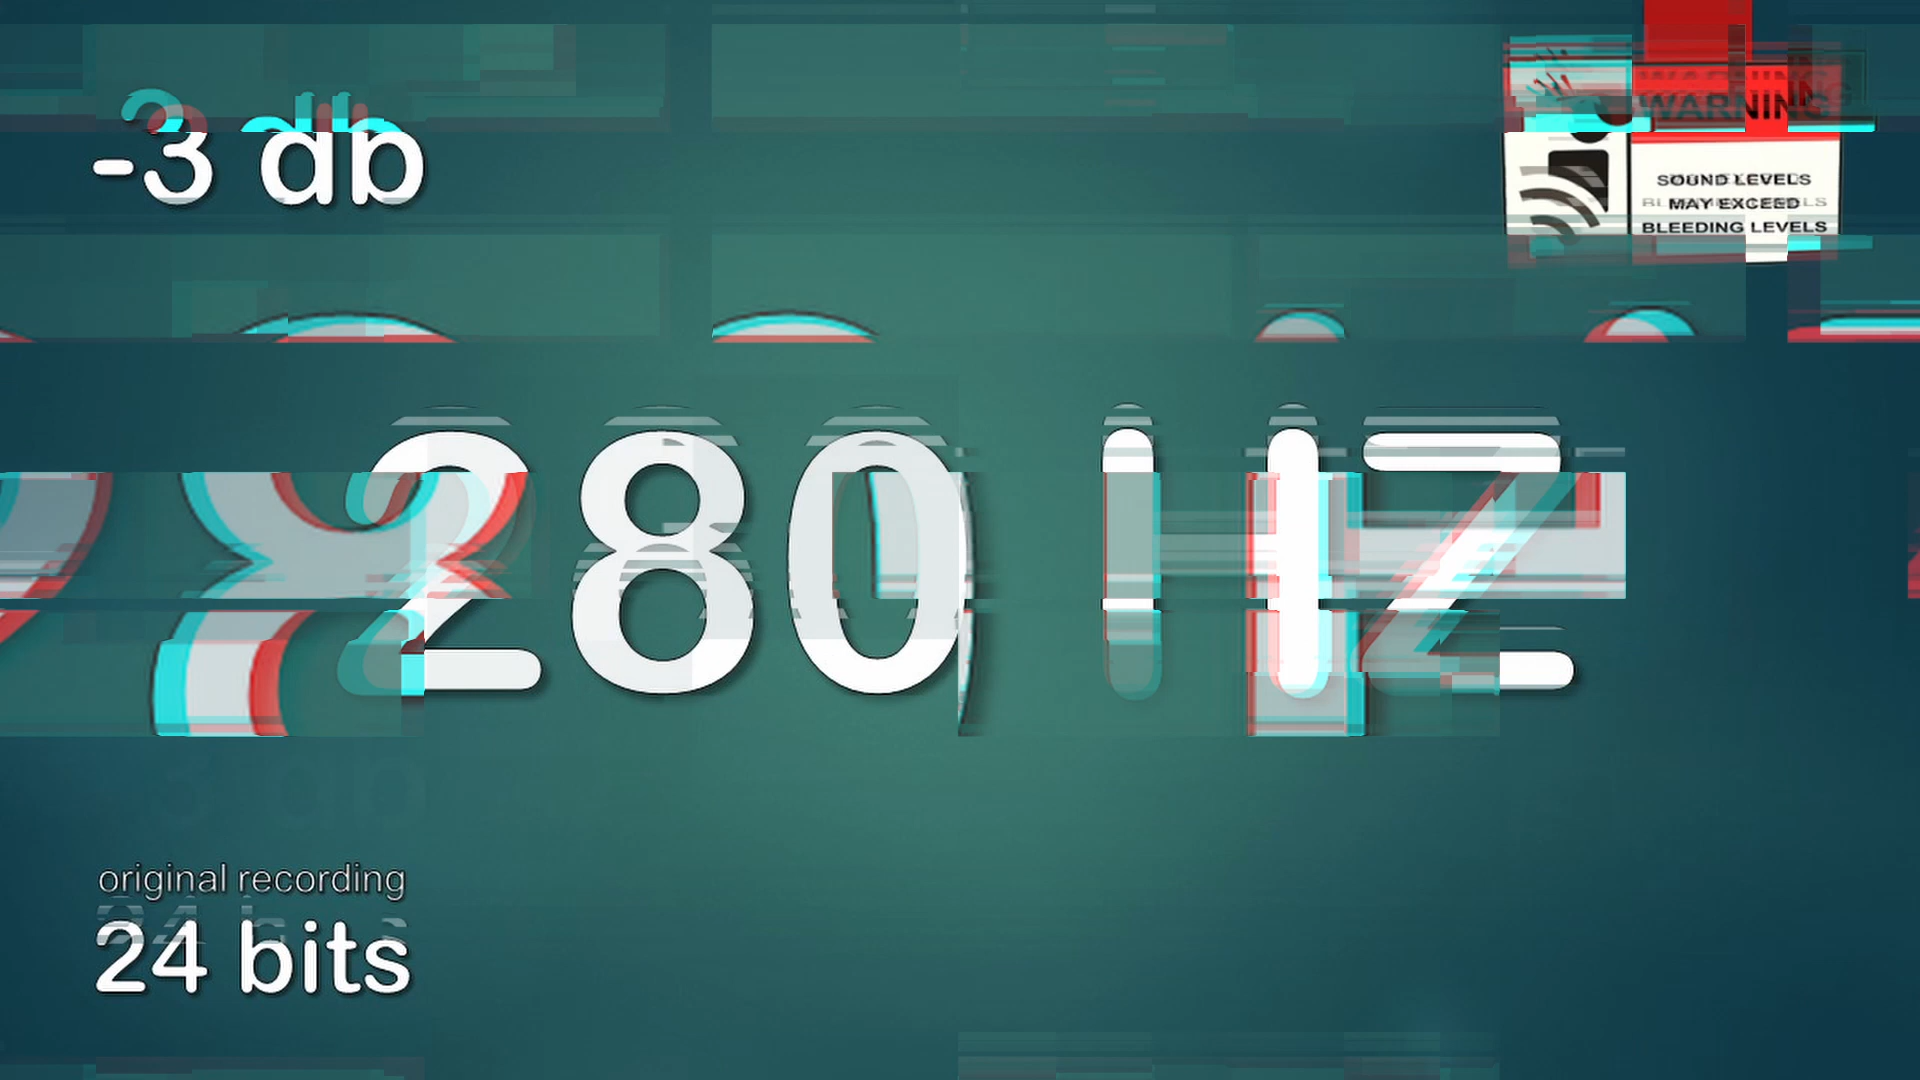 -3 db
WARNING
SOUND LEVELS
MAY EXCEED
BLEEDING LEVELS
280 Hz
original recording
24 bits